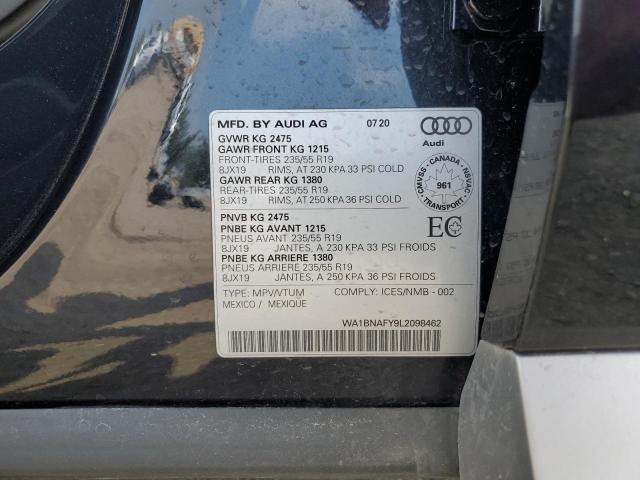 MFD. BY AUDI AG 07 20
GVWR KG 2475
GAWR FRONT KG 1215
FRONT-TIRES 235/55 R19
8JX19 RIMS, AT 230 KPA 33 PSI COLD
GAWR REAR KG 1380
REAR-TIRES 235/55 R19
8JX19 RIMS, AT 250 KPA 36 PSI COLD
Audi
CANADA
CMVSS NSVAC
961
TRANSPORT
PNVB KG 2475
PNBE KG AVANT 1215
PNEUS AVANT 235/55 R19
8JX19 JANTES, A 230 KPA 33 PSI FROIDS
PNBE KG ARRIERE 1380
PNEUS ARRIERE 235/55 R19
8JX19 JANTES, A 250 KPA 36 PSI FROIDS
EC
TYPE: MPV/VTUM COMPLY: ICES/NMB - 002
MEXICO / MEXIQUE
WA1BNAFY9L2098462